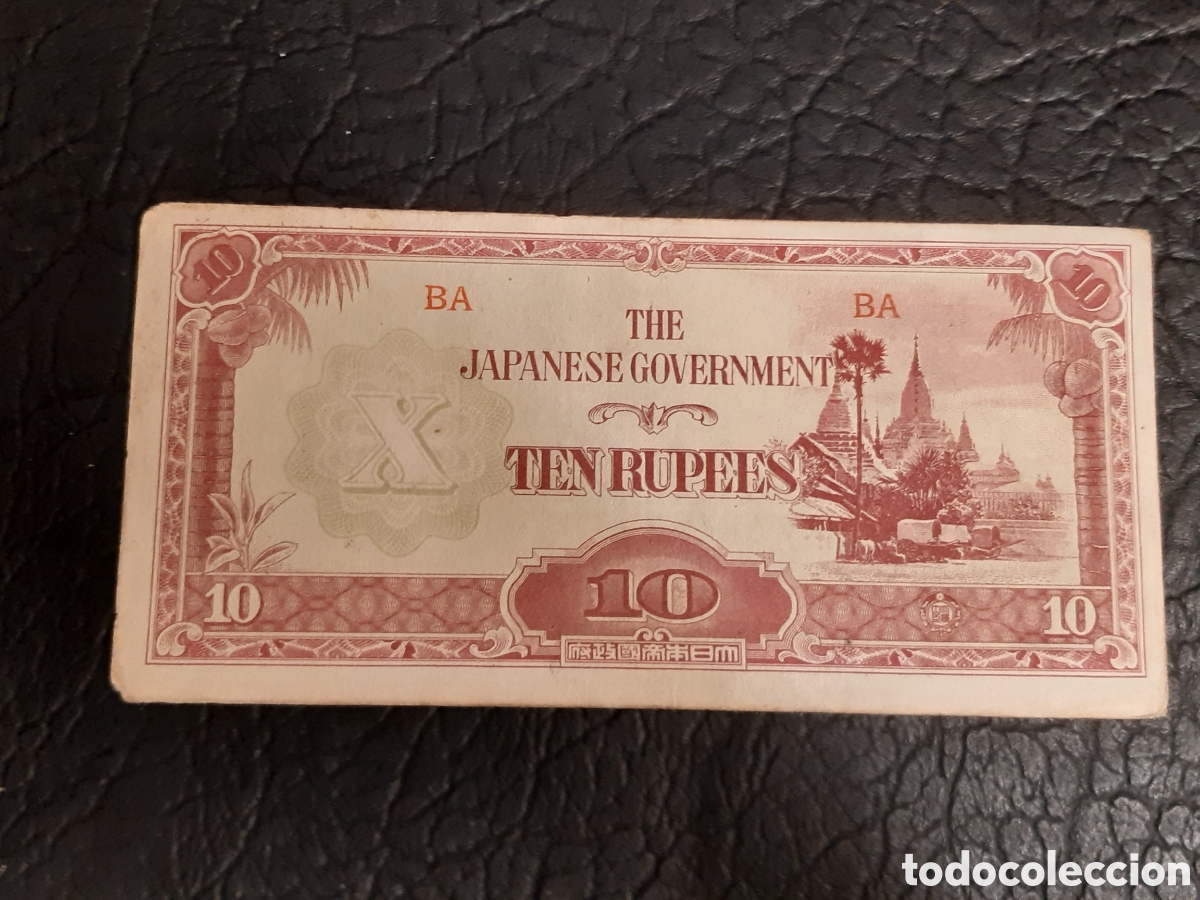 10
10
BA
BA
THE
JAPANESE GOVERNMENT
X
TEN RUPEES
10
10
10
府政國帝本日大
todocoleccion